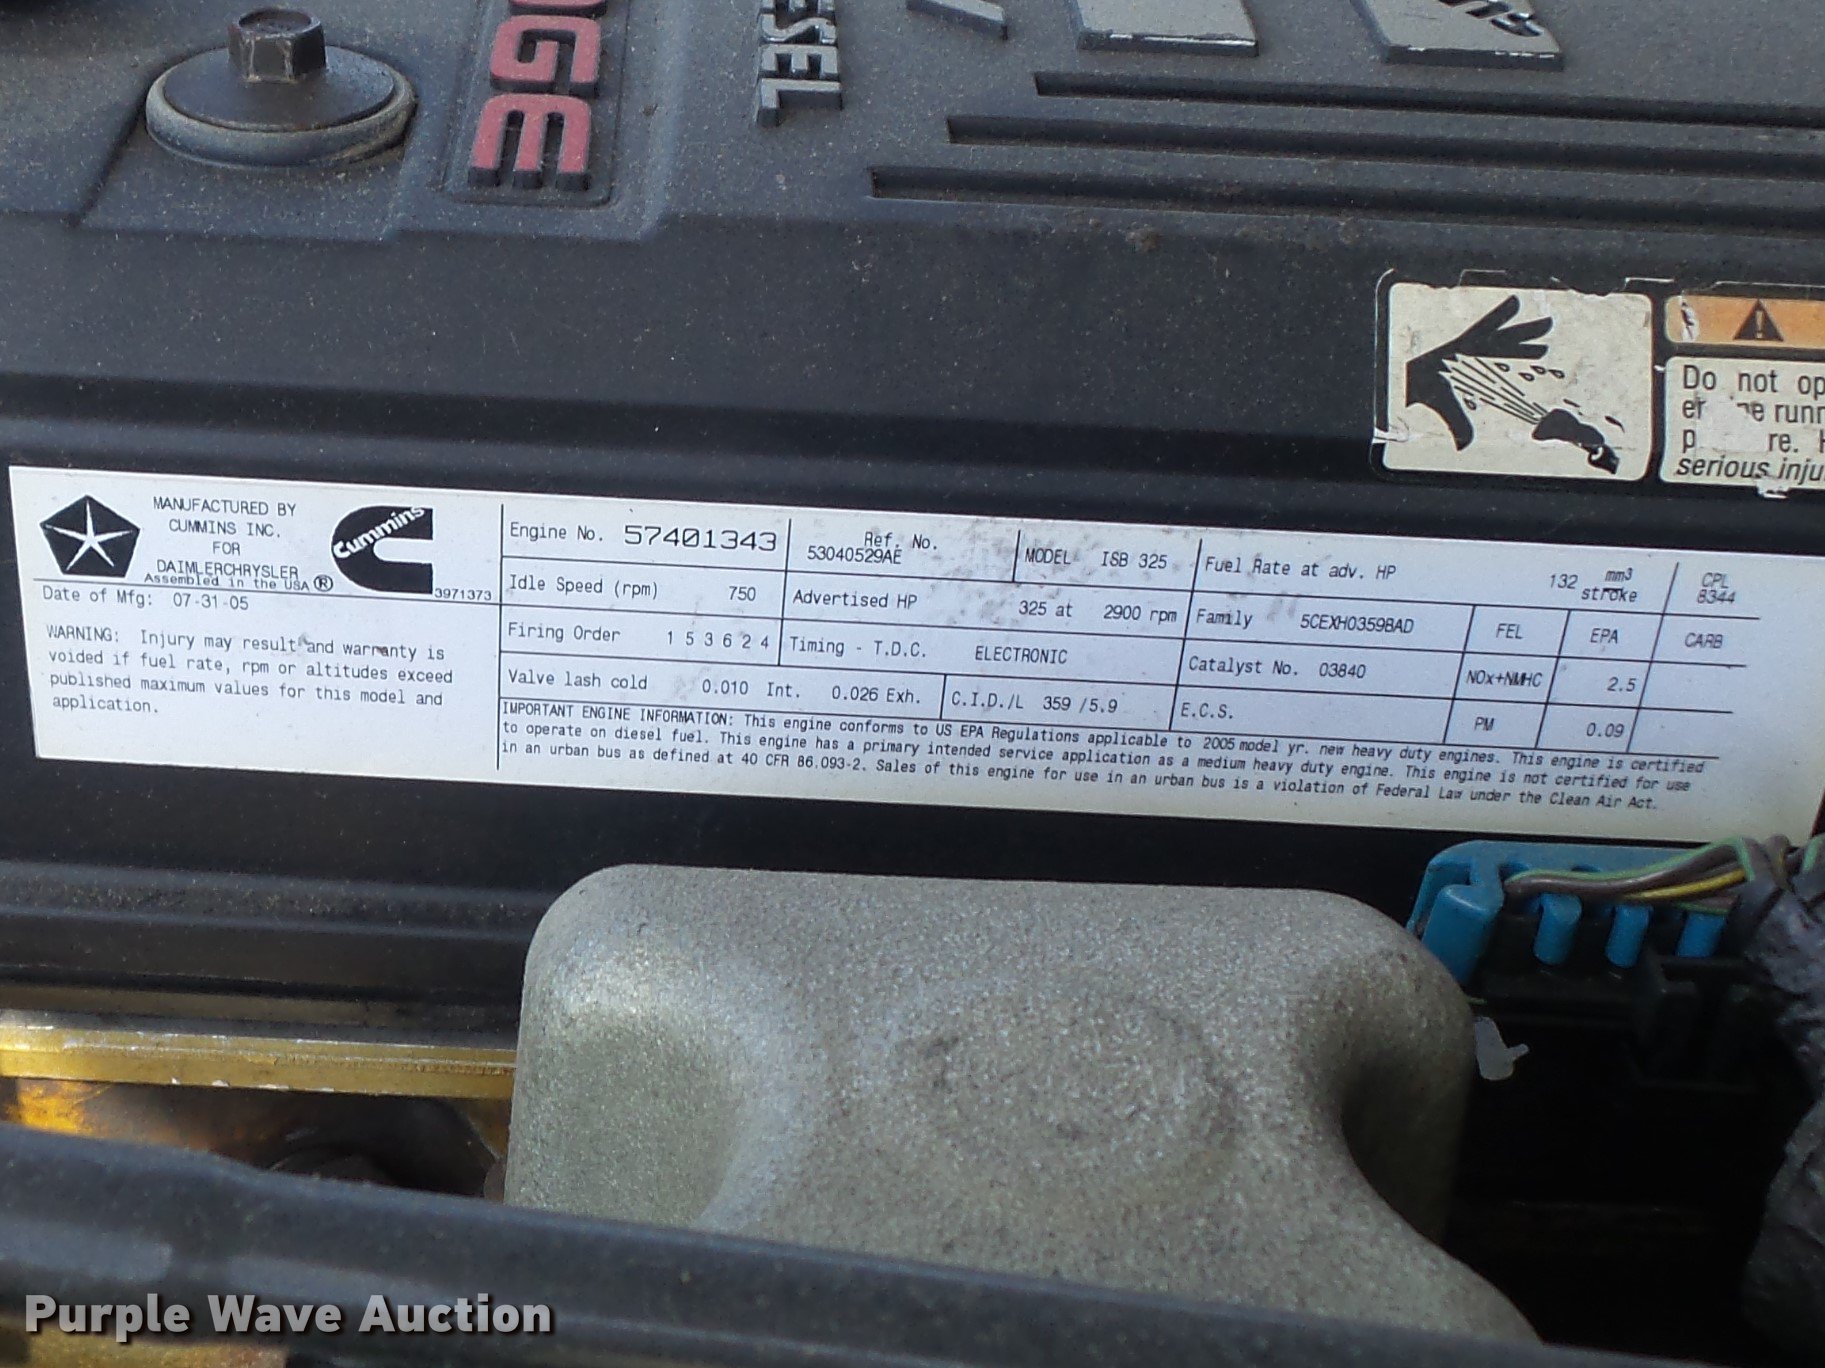 DGE
ESEL
MANUFACTURED BY
CUMMINS INC.
FOR
DAIMLERCHRYSLER
Assembled in the USA ®
Cummins
3971373
Date of Mfg: 07-31-05
WARNING: Injury may result and warranty is
voided if fuel rate, rpm or altitudes exceed
published maximum values for this model and
application.
Engine No. 57401343
Ref. No.
53040529AE
MODEL ISB 325
Fuel Rate at adv. HP 132 mm3
stroke
CPL
8344
Idle Speed (rpm) 750
Advertised HP 325 at 2900 rpm
Family 5CEXH0359BAD
FEL
EPA
CARB
Firing Order 1 5 3 6 2 4
Timing - T.D.C. ELECTRONIC
Catalyst No. 03840
NOx+NMHC
2.5
Valve lash cold 0.010 Int. 0.026 Exh.
C.I.D./L 359 /5.9
E.C.S.
PM
0.09
IMPORTANT ENGINE INFORMATION: This engine conforms to US EPA Regulations applicable to 2005 model yr. new heavy duty engines. This engine is certified
to operate on diesel fuel. This engine has a primary intended service application as a medium heavy duty engine. This engine is not certified for use
in an urban bus as defined at 40 CFR 86.093-2. Sales of this engine for use in an urban bus is a violation of Federal Law under the Clean Air Act.
Do not op
runn
re.
serious inju
Purple Wave Auction